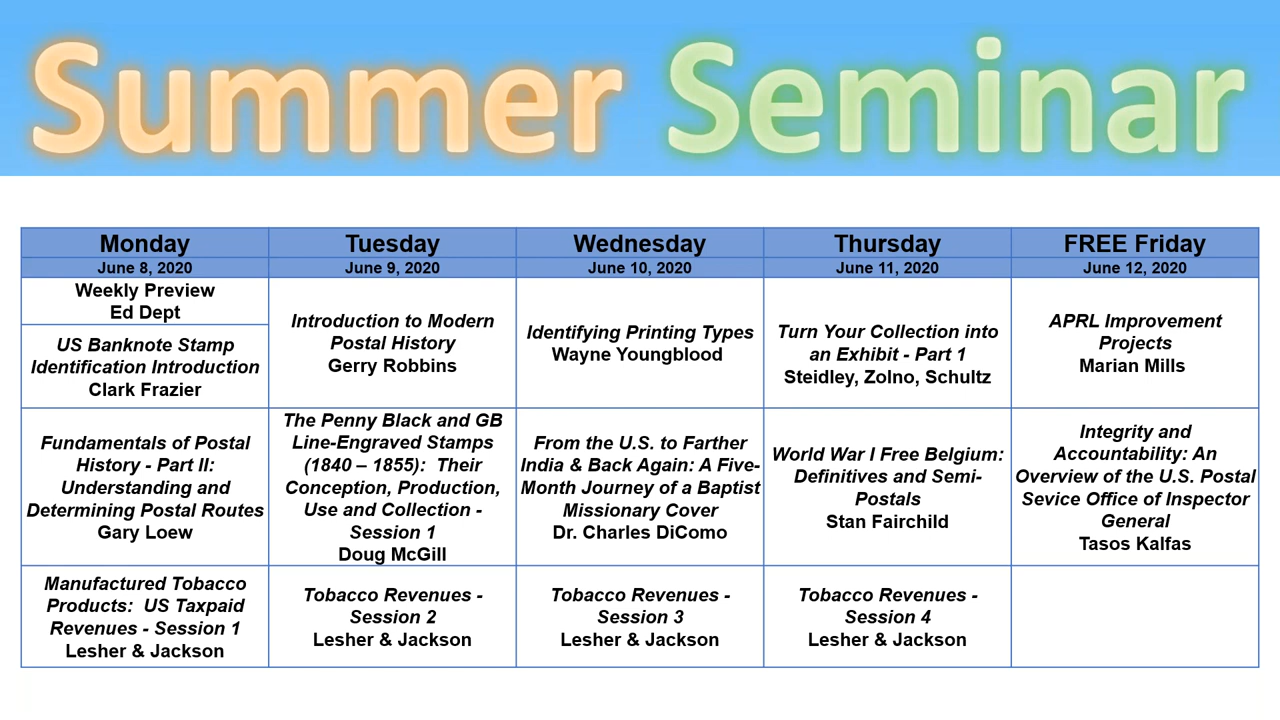 Summer Seminar
Monday
June 8, 2020
Weekly Preview
Ed Dept
US Banknote Stamp
Identification Introduction
Clark Frazier
Fundamentals of Postal
History - Part II:
Understanding and
Determining Postal Routes
Gary Loew
Manufactured Tobacco
Products:  US Taxpaid
Revenues - Session 1
Lesher & Jackson
Tuesday
June 9, 2020
Introduction to Modern
Postal History
Gerry Robbins
The Penny Black and GB
Line-Engraved Stamps
(1840 – 1855):  Their
Conception, Production,
Use and Collection -
Session 1
Doug McGill
Tobacco Revenues -
Session 2
Lesher & Jackson
Wednesday
June 10, 2020
Identifying Printing Types
Wayne Youngblood
From the U.S. to Farther
India & Back Again: A Five-
Month Journey of a Baptist
Missionary Cover
Dr. Charles DiComo
Tobacco Revenues -
Session 3
Lesher & Jackson
Thursday
June 11, 2020
Turn Your Collection into
an Exhibit - Part 1
Steidley, Zolno, Schultz
World War I Free Belgium:
Definitives and Semi-
Postals
Stan Fairchild
Tobacco Revenues -
Session 4
Lesher & Jackson
FREE Friday
June 12, 2020
APRL Improvement
Projects
Marian Mills
Integrity and
Accountability: An
Overview of the U.S. Postal
Sevice Office of Inspector
General
Tasos Kalfas